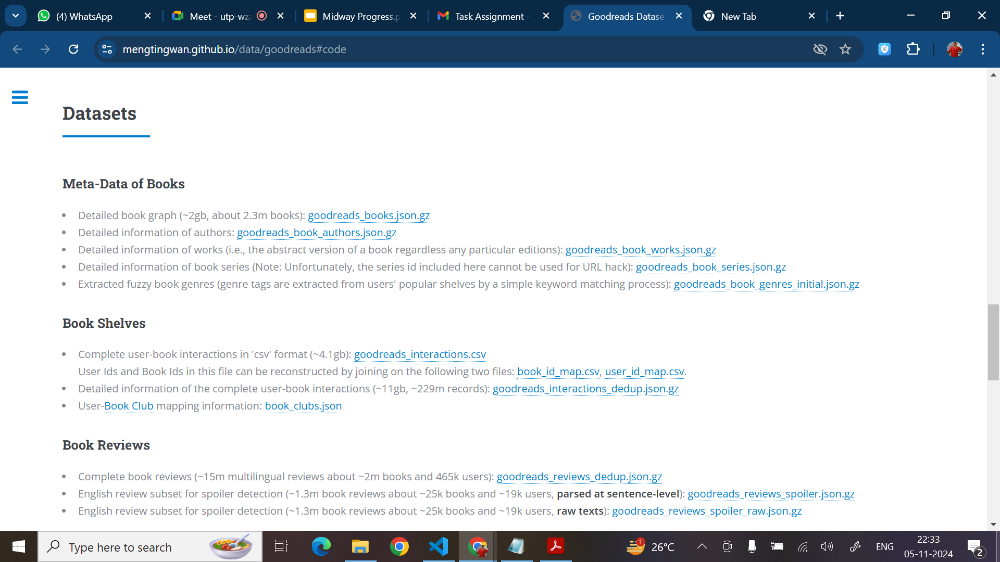 (4) WhatsApp
Meet - utp-wza
Midway Progress.p
Task Assignment -
Goodreads Datase
New Tab
mengtingwan.github.io/data/goodreads#code
Datasets
Meta-Data of Books
Detailed book graph (~2gb, about 2.3m books): goodreads_books.json.gz
Detailed information of authors: goodreads_book_authors.json.gz
Detailed information of works (i.e., the abstract version of a book regardless any particular editions): goodreads_book_works.json.gz
Detailed information of book series (Note: Unfortunately, the series id included here cannot be used for URL hack): goodreads_book_series.json.gz
Extracted fuzzy book genres (genre tags are extracted from users' popular shelves by a simple keyword matching process): goodreads_book_genres_initial.json.gz
Book Shelves
Complete user-book interactions in 'csv' format (~4.1gb): goodreads_interactions.csv
User Ids and Book Ids in this file can be reconstructed by joining on the following two files: book_id_map.csv, user_id_map.csv.
Detailed information of the complete user-book interactions (~11gb, ~229m records): goodreads_interactions_dedup.json.gz
User-Book Club mapping information: book_clubs.json
Book Reviews
Complete book reviews (~15m multilingual reviews about ~2m books and 465k users): goodreads_reviews_dedup.json.gz
English review subset for spoiler detection (~1.3m book reviews about ~25k books and ~19k users, parsed at sentence-level): goodreads_reviews_spoiler.json.gz
English review subset for spoiler detection (~1.3m book reviews about ~25k books and ~19k users, raw texts): goodreads_reviews_spoiler_raw.json.gz
Type here to search
1
26°C
ENG
22:33
05-11-2024
2